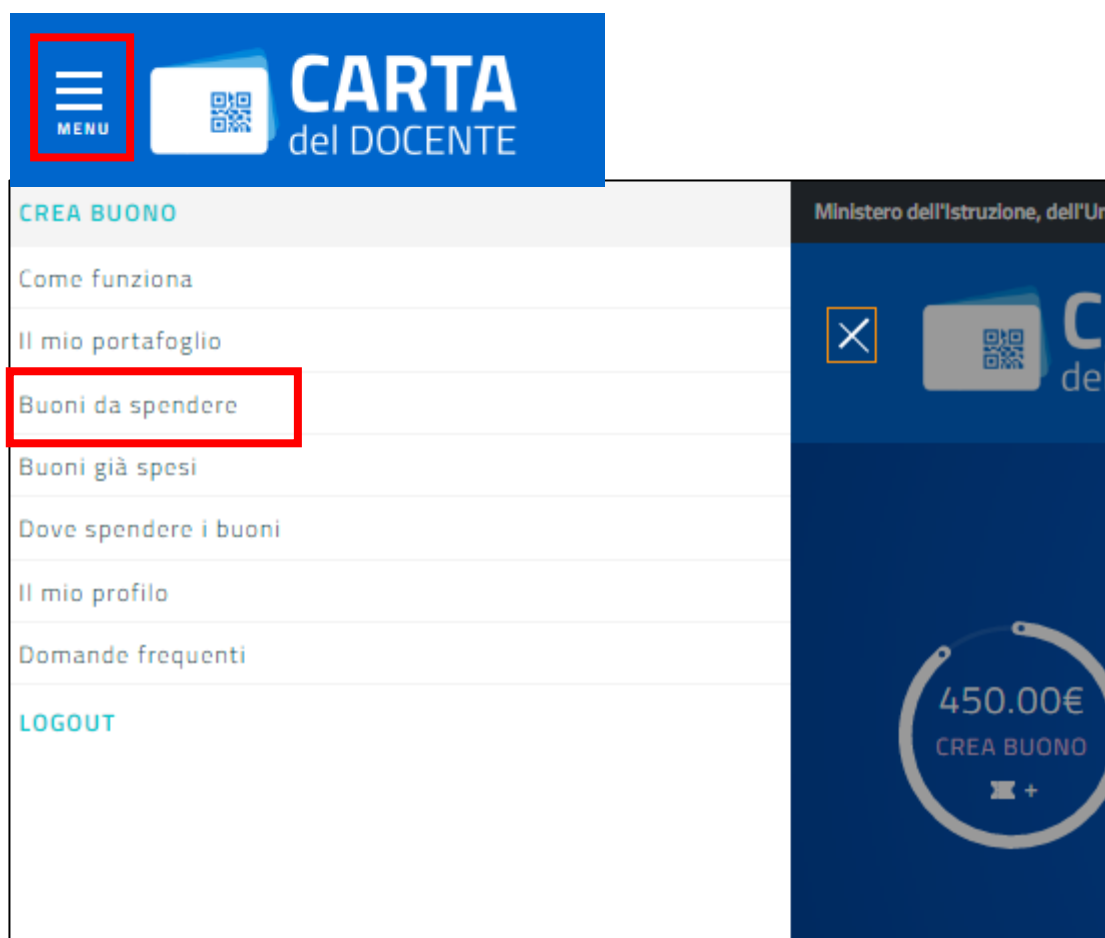 MENU
CARTA
del DOCENTE
CREA BUONO
Come funziona
Il mio portafoglio
Buoni da spendere
Buoni già spesi
Dove spendere i buoni
Il mio profilo
Domande frequenti
LOGOUT
Ministero dell'Istruzione, dell'Un
C
de
450.00€
CREA BUONO
+